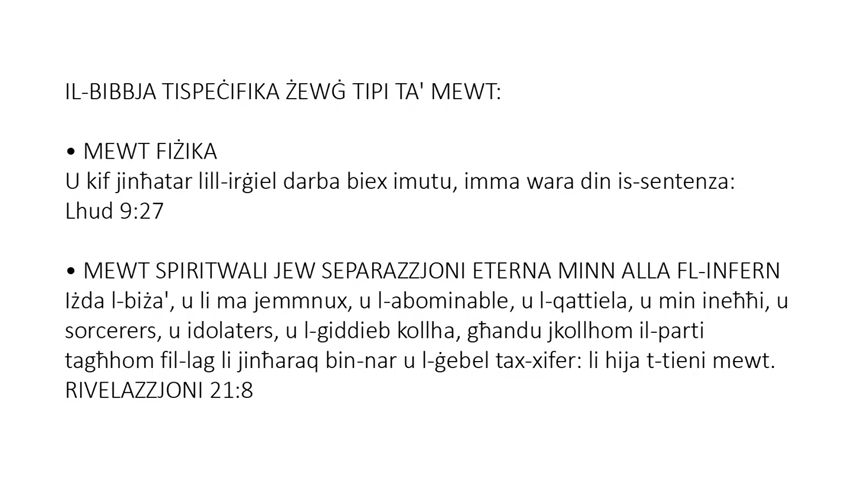 IL-BIBBJA TISPEĊIFIKA ŻEWĠ TIPI TA' MEWT:
• MEWT FIŻIKA
U kif jinħatar lill-irġiel darba biex imutu, imma wara din is-sentenza:
Lhud 9:27
• MEWT SPIRITWALI JEW SEPARAZZJONI ETERNA MINN ALLA FL-INFERN
Iżda l-biża', u li ma jemmnux, u l-abominable, u l-qattiela, u min ineħħi, u
sorcerers, u idolaters, u l-giddieb kollha, għandu jkollhom il-parti
tagħhom fil-lag li jinħaraq bin-nar u l-ġebel tax-xifer: li hija t-tieni mewt.
RIVELAZZJONI 21:8